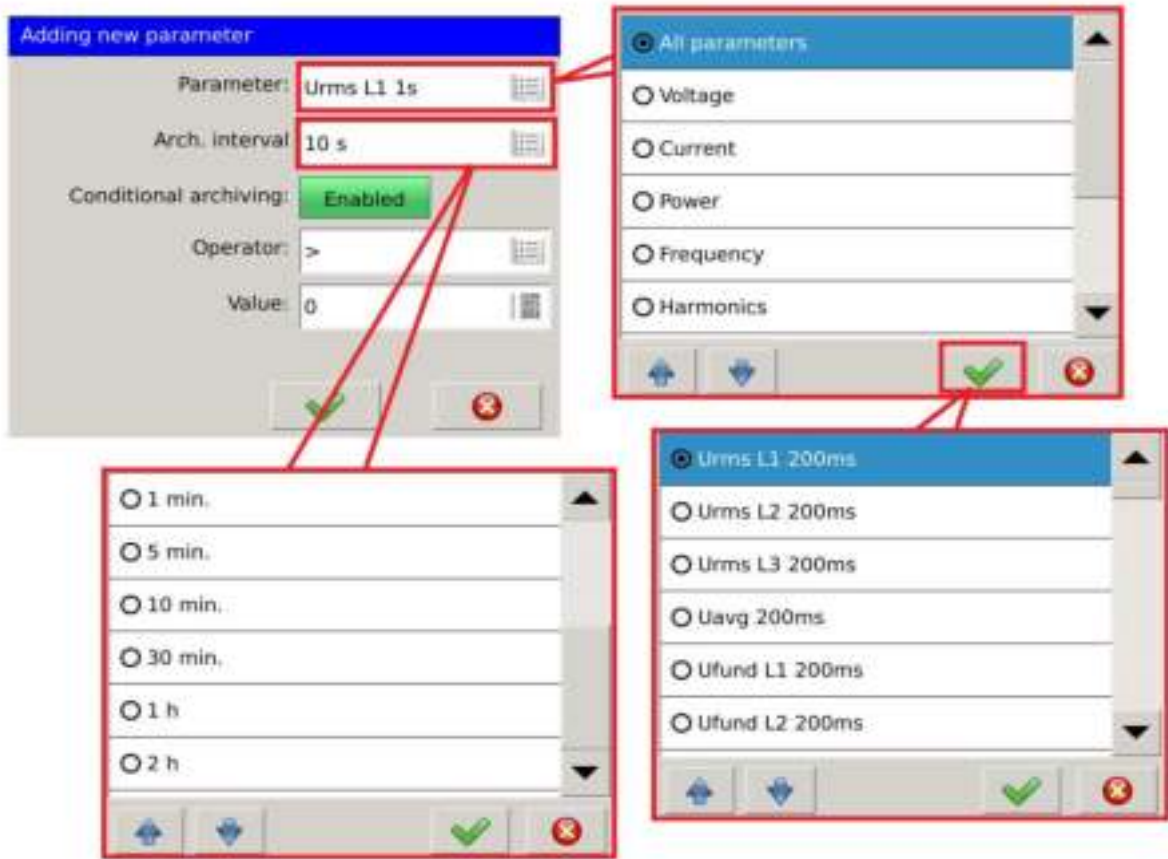 Adding new parameter
Parameter: Urms L1 1s
Arch. interval 10 s
Conditional archiving: Enabled
Operator: >
Value: 0
All parameters
Voltage
Current
Power
Frequency
Harmonics
1 min.
5 min.
10 min.
30 min.
1 h
2 h
Urms L1 200ms
Urms L2 200ms
Urms L3 200ms
Uavg 200ms
Ufund L1 200ms
Ufund L2 200ms